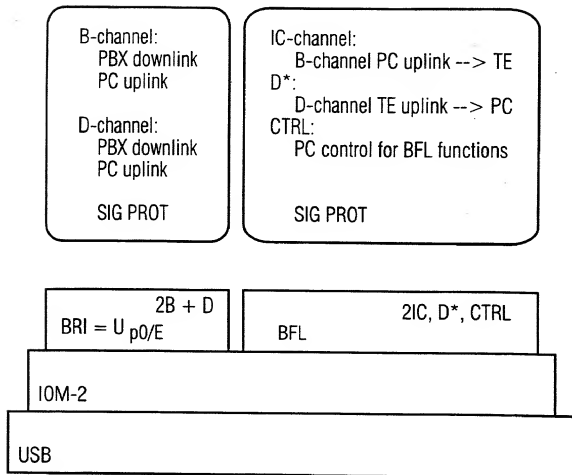 B-channel:
PBX downlink
PC uplink
D-channel:
PBX downlink
PC uplink
SIG PROT
IC-channel:
B-channel PC uplink --> TE
D*:
D-channel TE uplink --> PC
CTRL:
PC control for BFL functions
SIG PROT
2B + D
BRI = U p0/E
2IC, D*, CTRL
BFL
IOM-2
USB